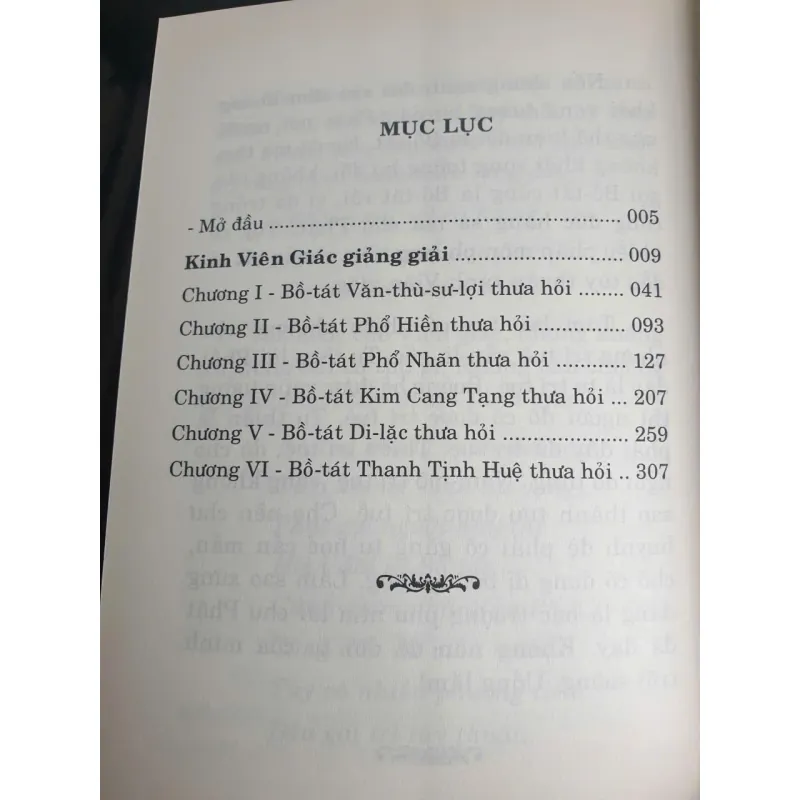 MỤC LỤC
- Mở đầu ........................................................ 005
Kinh Viên Giác giảng giải ............................ 009
Chương I - Bồ-tát Văn-thù-sư-lợi thưa hỏi ........ 041
Chương II - Bồ-tát Phổ Hiền thưa hỏi .............. 093
Chương III - Bồ-tát Phổ Nhãn thưa hỏi ........... 127
Chương IV - Bồ-tát Kim Cang Tạng thưa hỏi ... 207
Chương V - Bồ-tát Di-lặc thưa hỏi .................... 259
Chương VI - Bồ-tát Thanh Tịnh Huệ thưa hỏi .. 307